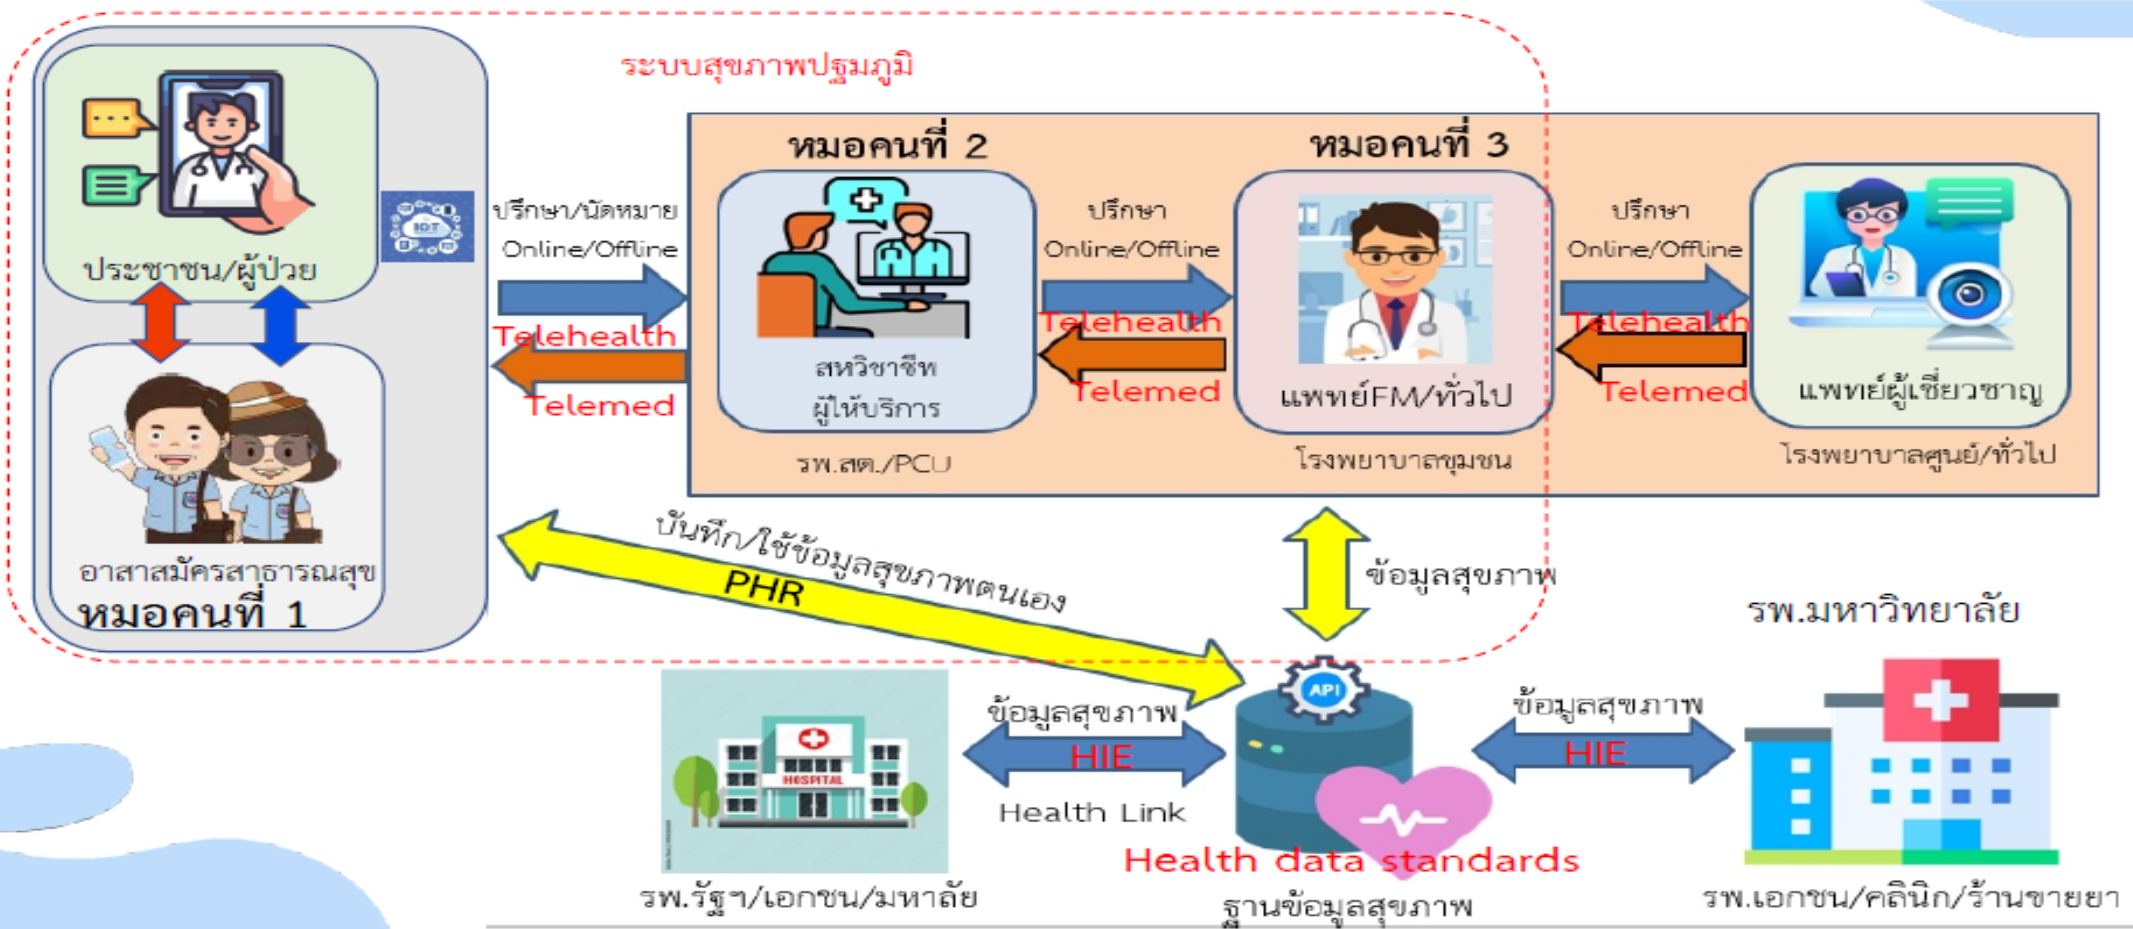 ระบบสุขภาพปฐมภูมิ
ประชาชน/ผู้ป่วย
IOT
อาสาสมัครสาธารณสุข
หมอคนที่ 1
ปรึกษา/นัดหมาย
Online/Offline
Telehealth
Telemed
หมอคนที่ 2
สหวิชาชีพ
ผู้ให้บริการ
รพ.สต./PCU
ปรึกษา
Online/Offline
Telehealth
Telemed
หมอคนที่ 3
แพทย์FM/ทั่วไป
โรงพยาบาลชุมชน
ปรึกษา
Online/Offline
Telehealth
Telemed
แพทย์ผู้เชี่ยวชาญ
โรงพยาบาลศูนย์/ทั่วไป
บันทึก/ใช้ข้อมูลสุขภาพตนเอง
PHR
ข้อมูลสุขภาพ
HOSPITAL
รพ.รัฐฯ/เอกชน/มหาลัย
ข้อมูลสุขภาพ
HIE
Health Link
API
Health data standards
ฐานข้อมูลสุขภาพ
ข้อมูลสุขภาพ
HIE
รพ.มหาวิทยาลัย
รพ.เอกชน/คลินิก/ร้านขายยา